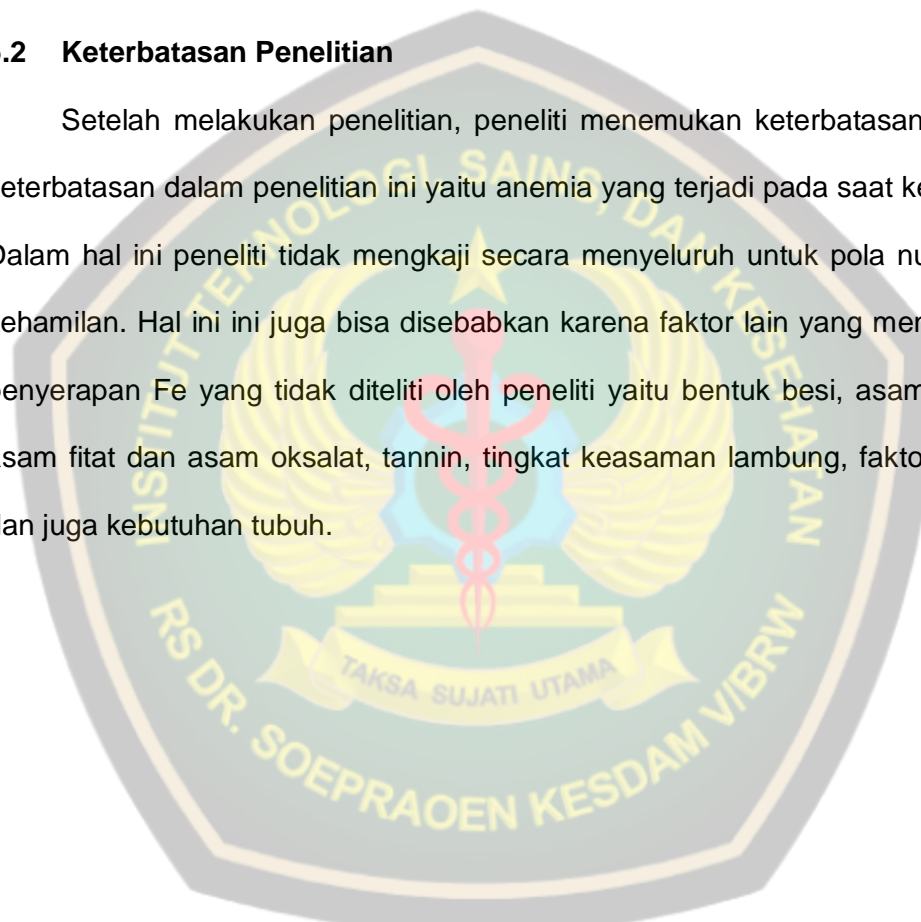 .2 Keterbatasan Penelitian
Setelah melakukan penelitian, peneliti menemukan keterbatasan
eterbatasan dalam penelitian ini yaitu anemia yang terjadi pada saat ke
Dalam hal ini peneliti tidak mengkaji secara menyeluruh untuk pola nu
ehamilan. Hal ini ini juga bisa disebabkan karena faktor lain yang mem
penyerapan Fe yang tidak diteliti oleh peneliti yaitu bentuk besi, asam
asam fitat dan asam oksalat, tannin, tingkat keasaman lambung, fakto
dan juga kebutuhan tubuh.
INSTITUT TEKNOLOGI, SAINS, DAN KESEHATAN
TAKSA SUJATI UTAMA
RS DR. SOEPRAOEN KESDAM V/BRW